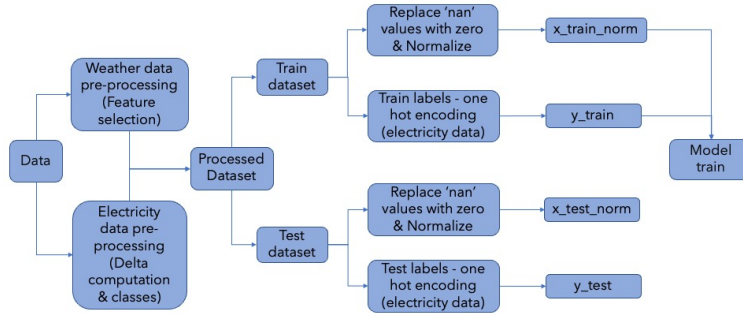 Data
Weather data
pre-processing
(Feature
selection)
Electricity
data pre-
processing
(Delta
computation
& classes)
Processed
Dataset
Train
dataset
Test
dataset
Replace ‘nan’
values with zero
& Normalize
Train labels - one
hot encoding
(electricity data)
Replace ‘nan’
values with zero
& Normalize
Test labels - one
hot encoding
(electricity data)
x_train_norm
y_train
x_test_norm
y_test
Model
train